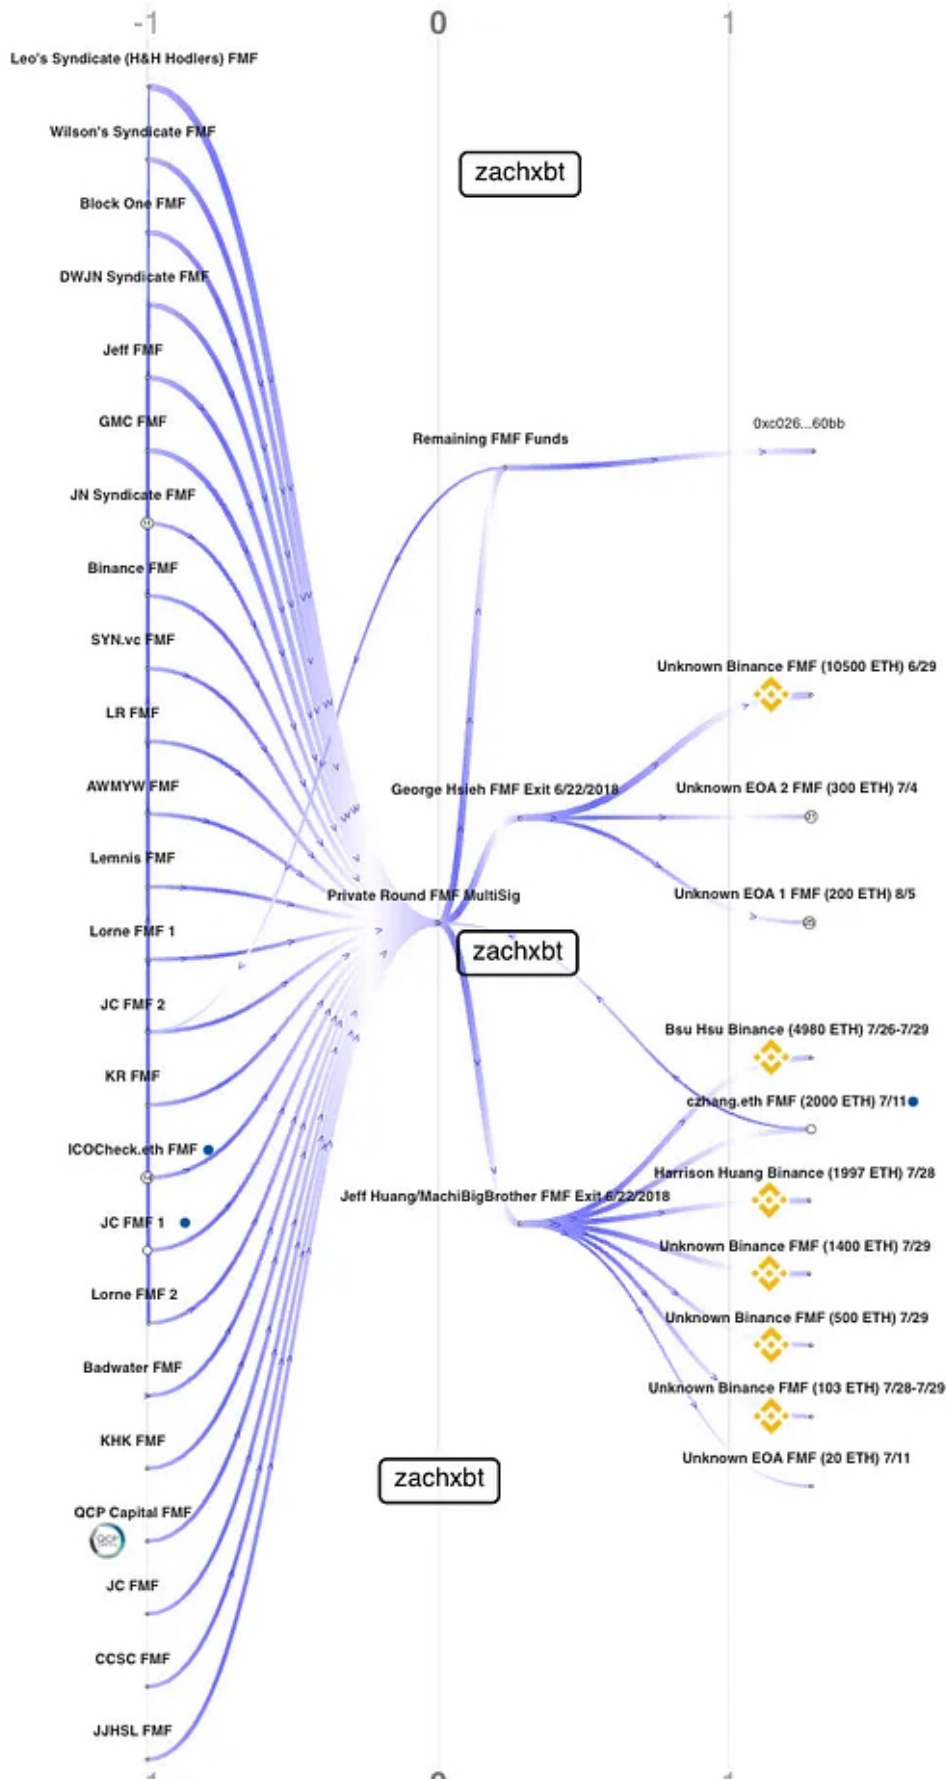 -1 0 1
Leo's Syndicate (H&H Hodlers) FMF
Wilson's Syndicate FMF
zachxbt
Block One FMF
DWJN Syndicate FMF
Jeff FMF
GMC FMF
0xc026...60bb
Remaining FMF Funds
JN Syndicate FMF
Binance FMF
SYN.vc FMF
Unknown Binance FMF (10500 ETH) 6/29
LR FMF
AWMYW FMF
George Hsieh FMF Exit 6/22/2018
Unknown EOA 2 FMF (300 ETH) 7/4
Lemnis FMF
Private Round FMF MultiSig
Unknown EOA 1 FMF (200 ETH) 8/5
Lorne FMF 1
zachxbt
JC FMF 2
Bsu Hsu Binance (4980 ETH) 7/26-7/29
KR FMF
czhang.eth FMF (2000 ETH) 7/11
ICOCheck.eth FMF
Harrison Huang Binance (1997 ETH) 7/28
Jeff Huang/MachiBigBrother FMF Exit 6/22/2018
JC FMF 1
Unknown Binance FMF (1400 ETH) 7/29
Lorne FMF 2
Unknown Binance FMF (500 ETH) 7/29
Badwater FMF
Unknown Binance FMF (103 ETH) 7/28-7/29
KHK FMF
Unknown EOA FMF (20 ETH) 7/11
zachxbt
QCP Capital FMF
QCP
JC FMF
CCSC FMF
JJHSL FMF